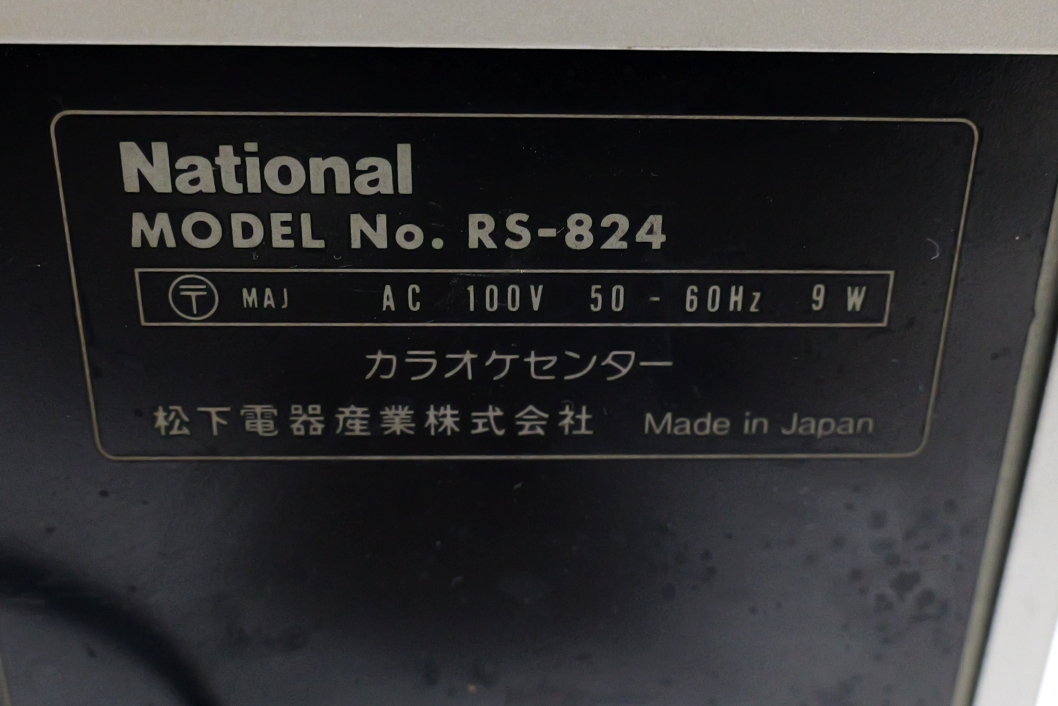 National
MODEL No. RS-824
〒 MAJ AC 100V 50 - 60Hz 9 W
カラオケセンター
松下電器産業株式会社 Made in Japan